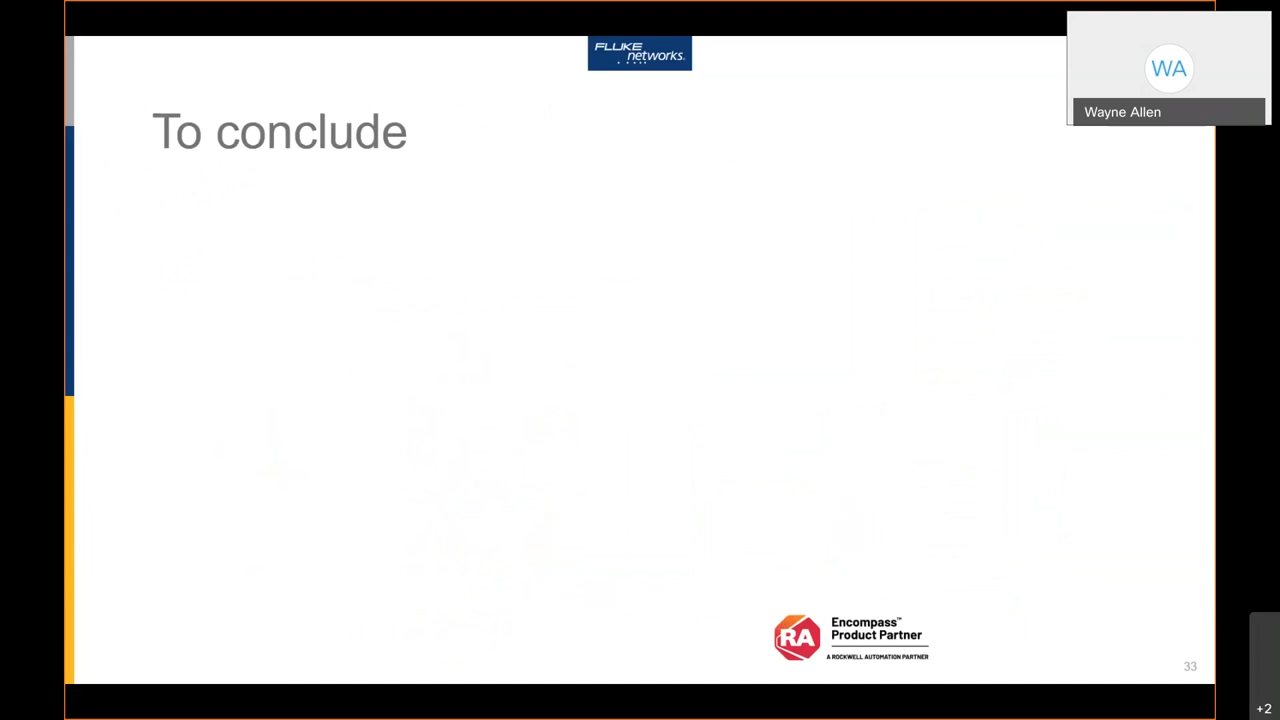 FLUKE
networks.
WA
Wayne Allen
To conclude
RA
Encompass™
Product Partner
A ROCKWELL AUTOMATION PARTNER
33
+2